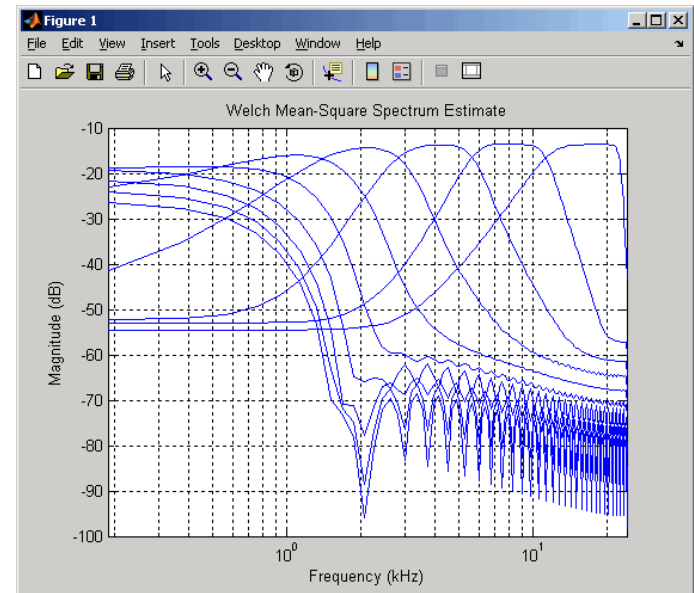 Figure 1
File Edit View Insert Tools Desktop Window Help
Welch Mean-Square Spectrum Estimate
-10
-20
-30
-40
-50
-60
-70
-80
-90
-100
Magnitude (dB)
10^0 10^1
Frequency (kHz)